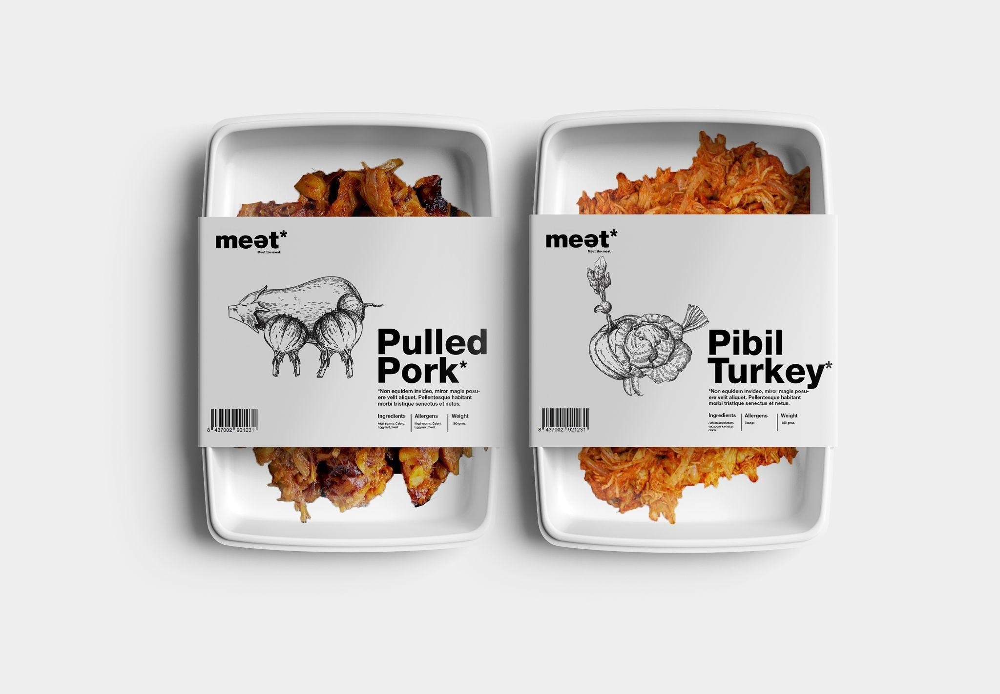 meət*
Meet the meat.
Pulled
Pork*
*Non equidem invideo, miror magis posu-
ere velit aliquet. Pellentesque habitant
morbi tristique senectus et netus.
Ingredients
Mushrooms, Celery,
Eggplant, Weat.
Allergens
Mushrooms, Celery,
Eggplant, Weat.
Weight
180 grms.
8 437002 921231
meət*
Meet the meat.
Pibil
Turkey*
*Non equidem invideo, miror magis posu-
ere velit aliquet. Pellentesque habitant
morbi tristique senectus et netus.
Ingredients
Achiote mushroom,
yaca, orange juice,
onion
Allergens
Orange
Weight
180 grms.
8 437002 921231